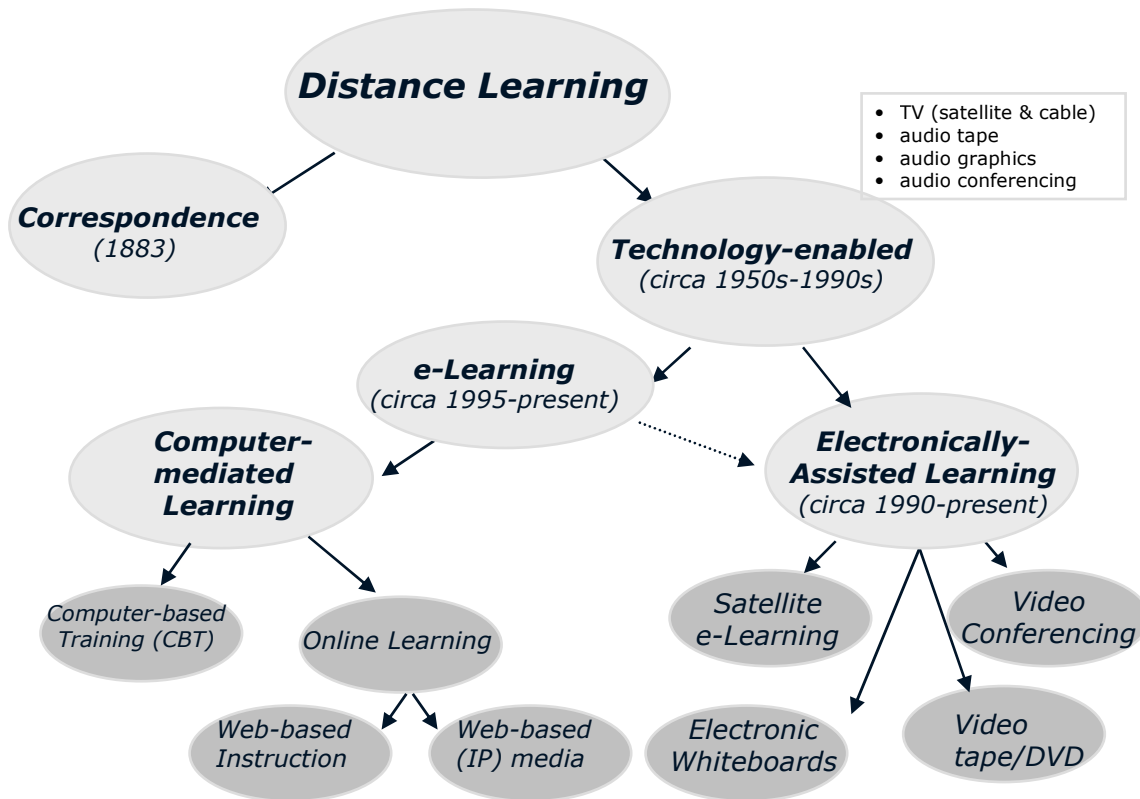 Distance Learning
• TV (satellite & cable)
• audio tape
• audio graphics
• audio conferencing
Correspondence
(1883)
Technology-enabled
(circa 1950s-1990s)
e-Learning
(circa 1995-present)
Computer-
mediated
Learning
Electronically-
Assisted Learning
(circa 1990-present)
Computer-based
Training (CBT)
Online Learning
Satellite
e-Learning
Video
Conferencing
Web-based
Instruction
Web-based
(IP) media
Electronic
Whiteboards
Video
tape/DVD